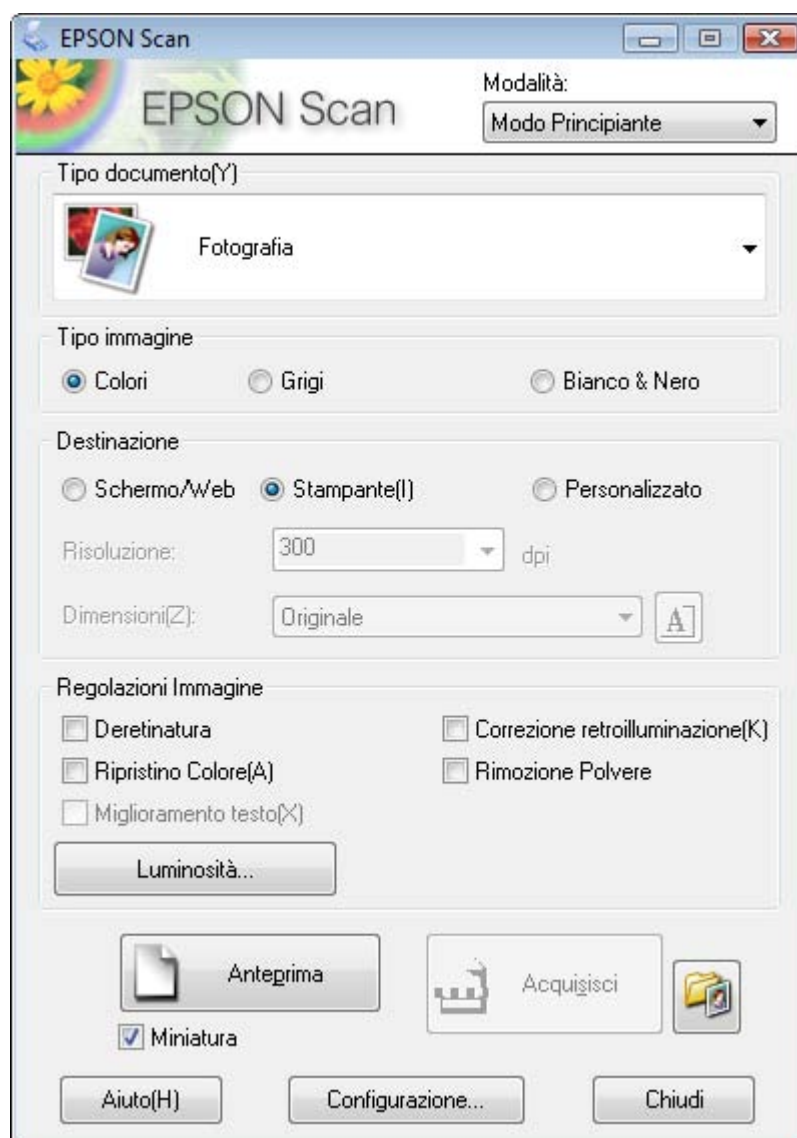 EPSON Scan
EPSON Scan
Modalità:
Modo Principiante
Tipo documento(Y)
Fotografia
Tipo immagine
Colori Grigi Bianco & Nero
Destinazione
Schermo/Web Stampante(I) Personalizzato
Risoluzione: 300 dpi
Dimensioni(Z): Originale A
Regolazioni Immagine
Deretinatura Correzione retroilluminazione(K)
Ripristino Colore(A) Rimozione Polvere
Miglioramento testo(X)
Luminosità...
Anteprima Acquisisci
Miniatura
Aiuto(H) Configurazione... Chiudi